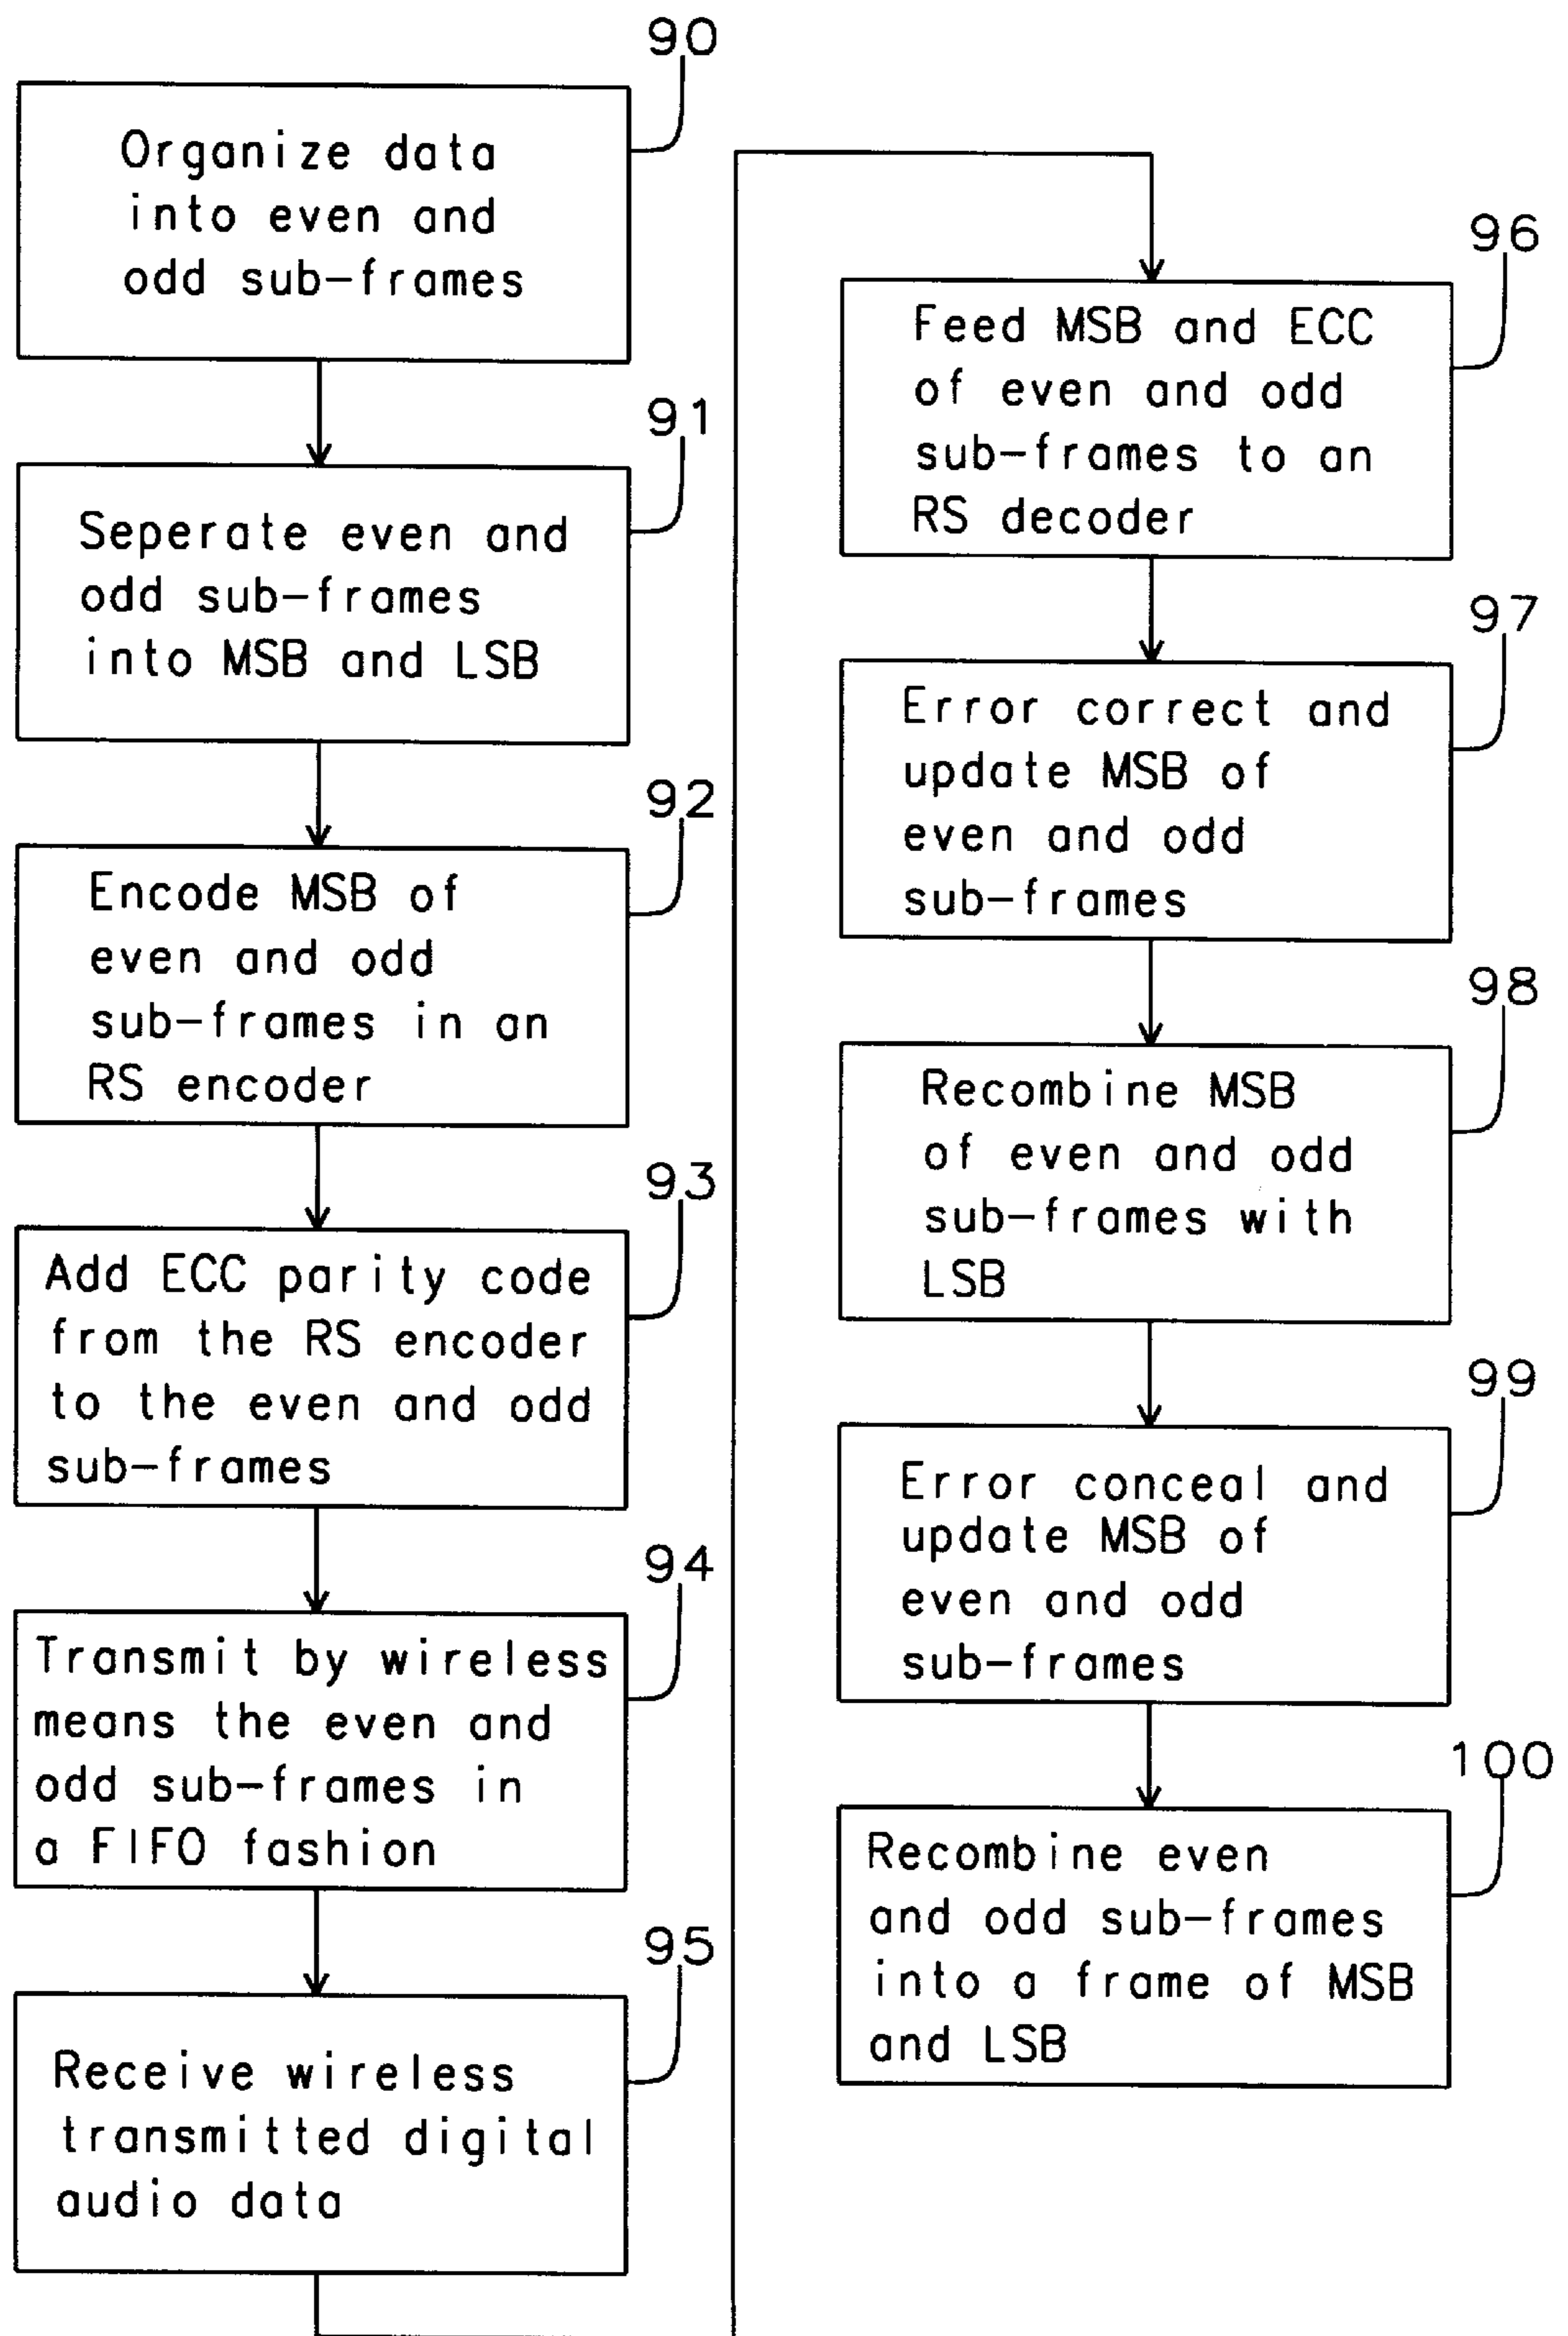 90
Organize data
into even and
odd sub-frames
91
Seperate even and
odd sub-frames
into MSB and LSB
92
Encode MSB of
even and odd
sub-frames in an
RS encoder
93
Add ECC parity code
from the RS encoder
to the even and odd
sub-frames
94
Transmit by wireless
means the even and
odd sub-frames in
a FIFO fashion
95
Receive wireless
transmitted digital
audio data
96
Feed MSB and ECC
of even and odd
sub-frames to an
RS decoder
97
Error correct and
update MSB of
even and odd
sub-frames
98
Recombine MSB
of even and odd
sub-frames with
LSB
99
Error conceal and
update MSB of
even and odd
sub-frames
100
Recombine even
and odd sub-frames
into a frame of MSB
and LSB